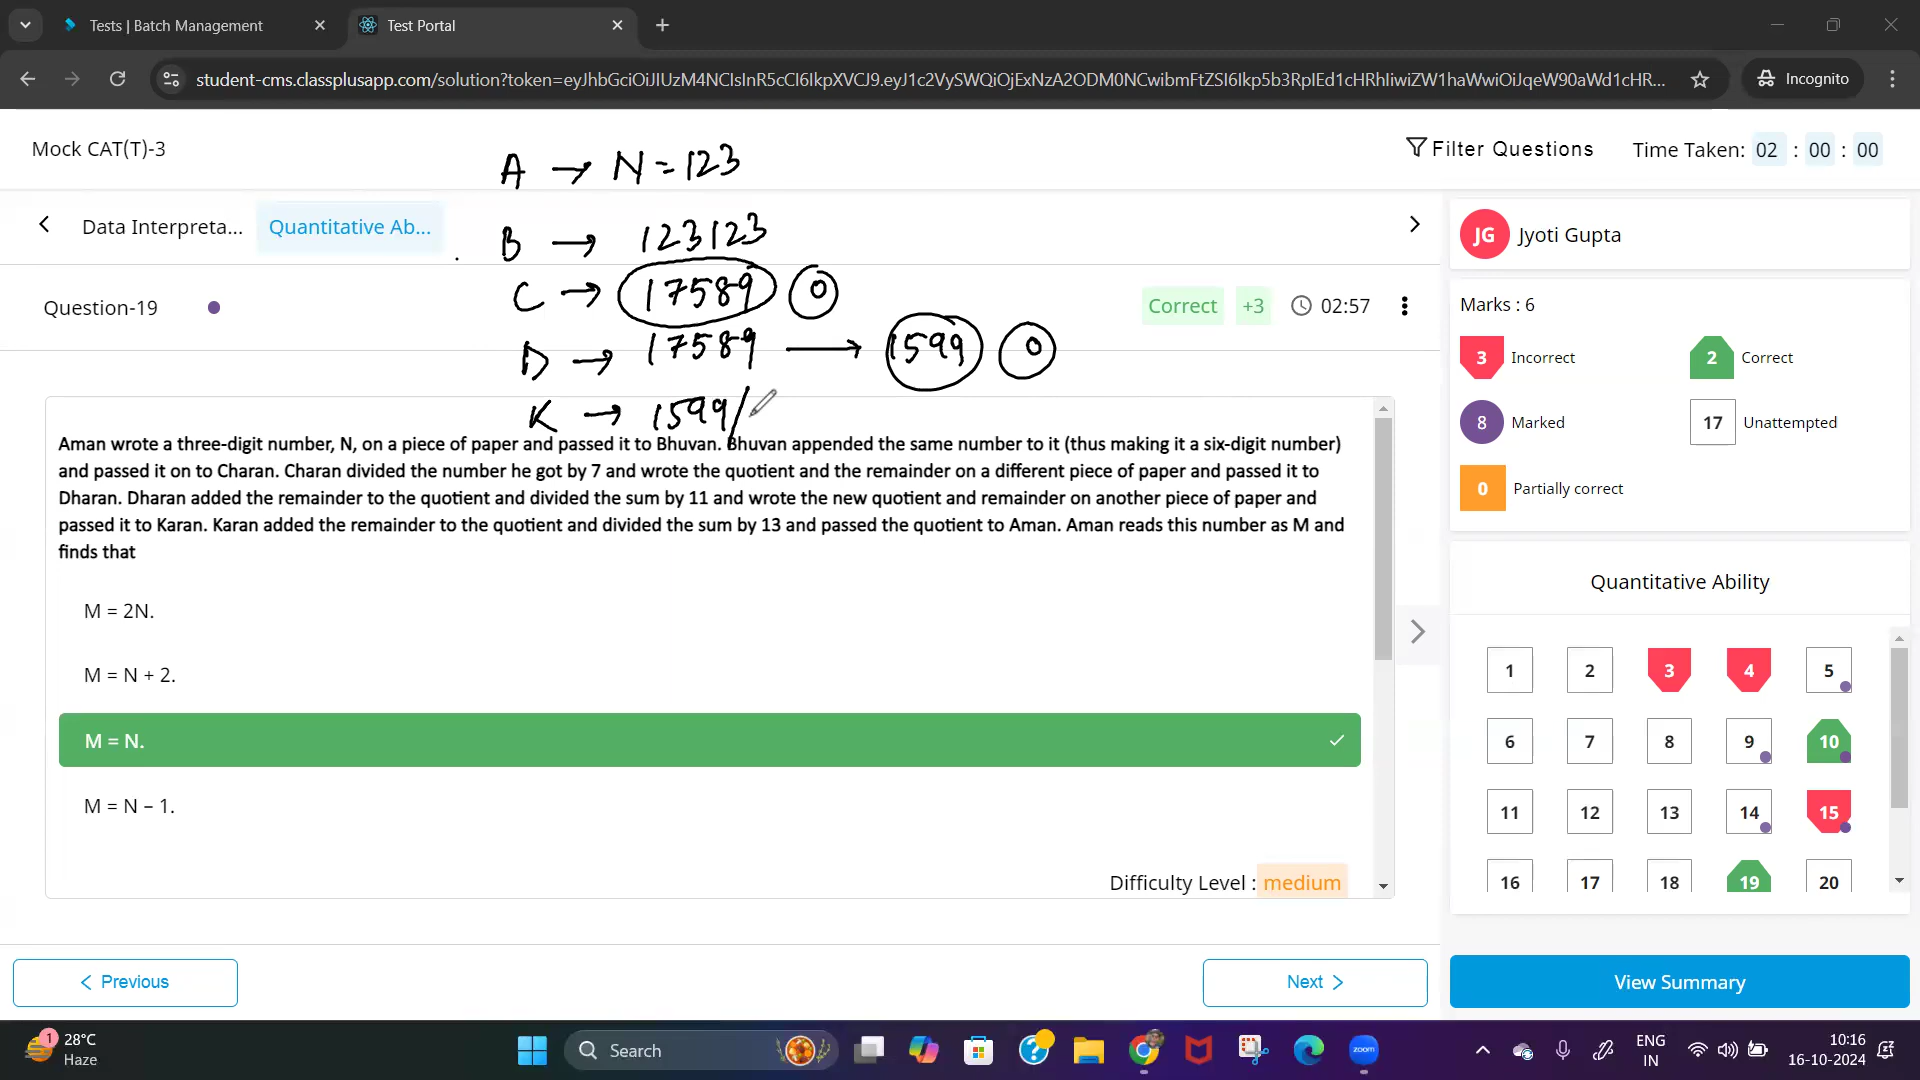 Tests | Batch Management
Test Portal
student-cms.classplusapp.com/solution?token=eyJhbGciOiJIUzM4NCIsInR5cCI6IkpXVCJ9.eyJ1c2VySWQiOjExNzA2ODM0NCwibmFtZSI6Ikp5b3RpIEd1cHRhIiwiZW1haWwiOiJqeW90aWd1cHR...
Incognito
Mock CAT(T)-3
A → N = 123
Filter Questions
Time Taken: 02 : 00 : 00
Data Interpreta...
Quantitative Ab...
B → 123123
JG Jyoti Gupta
Question-19
C → 17589 0
Correct +3 02:57
Marks : 6
D → 17589 → 1599 0
3 Incorrect
2 Correct
K → 1599/
8 Marked
17 Unattempted
0 Partially correct
Aman wrote a three-digit number, N, on a piece of paper and passed it to Bhuvan. Bhuvan appended the same number to it (thus making it a six-digit number)
and passed it on to Charan. Charan divided the number he got by 7 and wrote the quotient and the remainder on a different piece of paper and passed it to
Dharan. Dharan added the remainder to the quotient and divided the sum by 11 and wrote the new quotient and remainder on another piece of paper and
passed it to Karan. Karan added the remainder to the quotient and divided the sum by 13 and passed the quotient to Aman. Aman reads this number as M and
finds that
M = 2N.
M = N + 2.
M = N.
M = N – 1.
Difficulty Level : medium
Quantitative Ability
1 2 3 4 5
6 7 8 9 10
11 12 13 14 15
16 17 18 19 20
Previous
Next
View Summary
1
28°C
Haze
Search
zoom
ENG
IN
10:16
16-10-2024